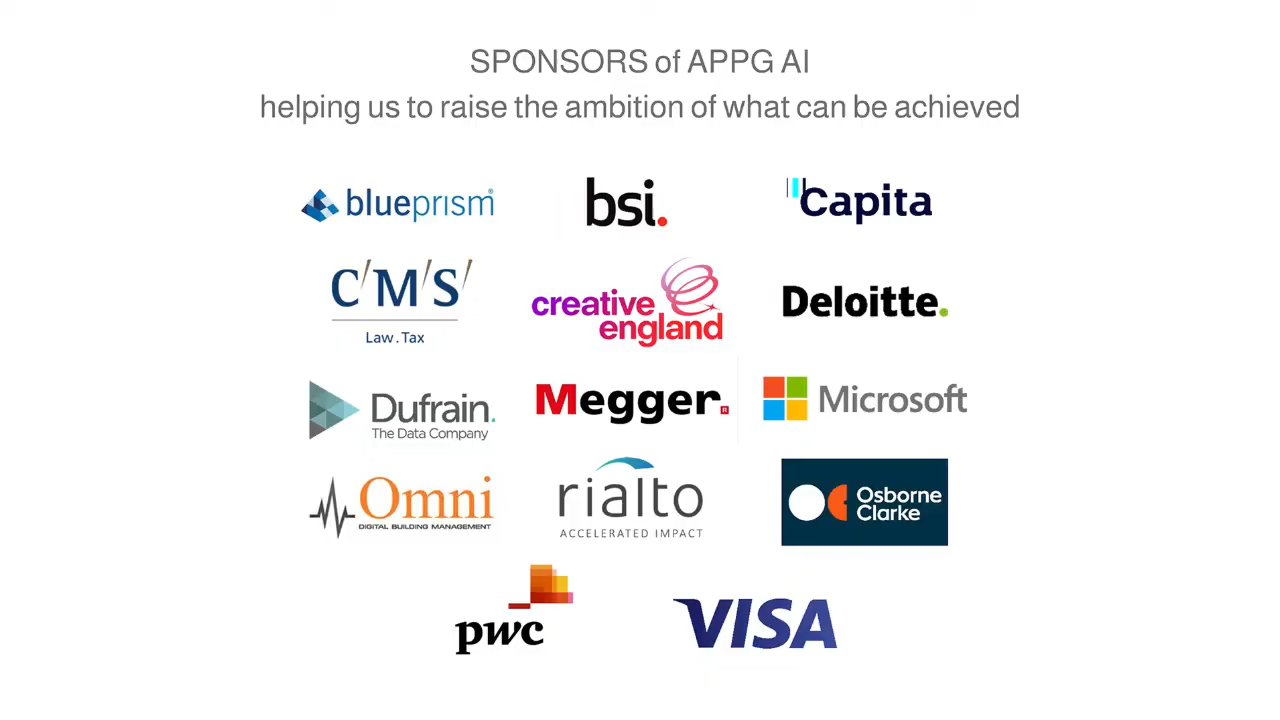 SPONSORS of APPG AI
helping us to raise the ambition of what can be achieved
blueprism®
bsi.
Capita
C/M/S/
Law.Tax
creative
england
Deloitte.
Dufrain.
The Data Company
Megger®
Microsoft
Omni
DIGITAL BUILDING MANAGEMENT
rialto
ACCELERATED IMPACT
Osborne
Clarke
pwc
VISA